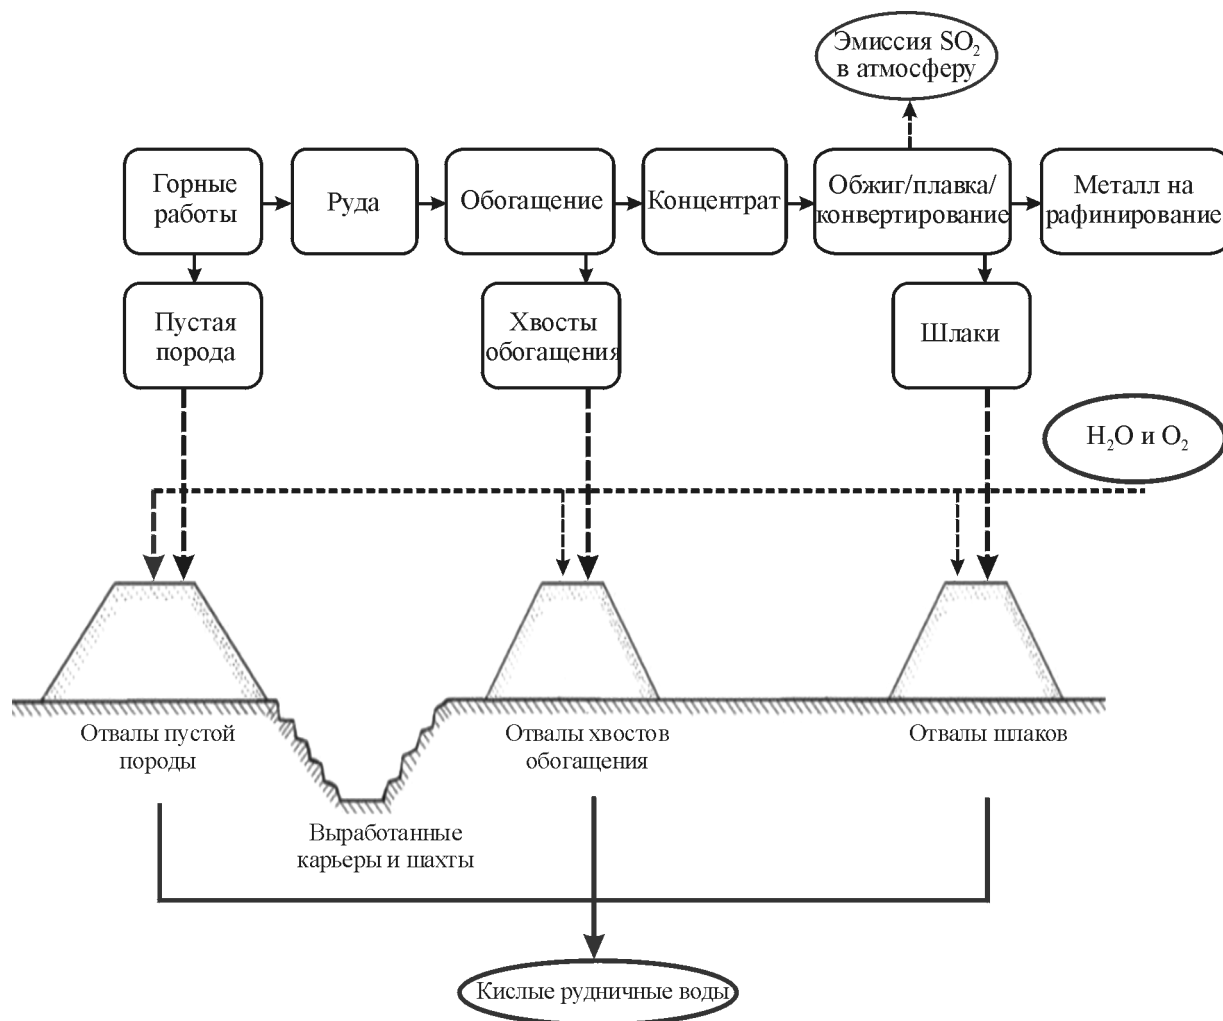 Эмиссия SO₂
в атмосферу
Горные
работы
Руда
Обогащение
Концентрат
Обжиг/плавка/
конвертирование
Металл на
рафинирование
Пустая
порода
Хвосты
обогащения
Шлаки
H₂O и O₂
Отвалы пустой
породы
Отвалы хвостов
обогащения
Отвалы шлаков
Выработанные
карьеры и шахты
Кислые рудничные воды